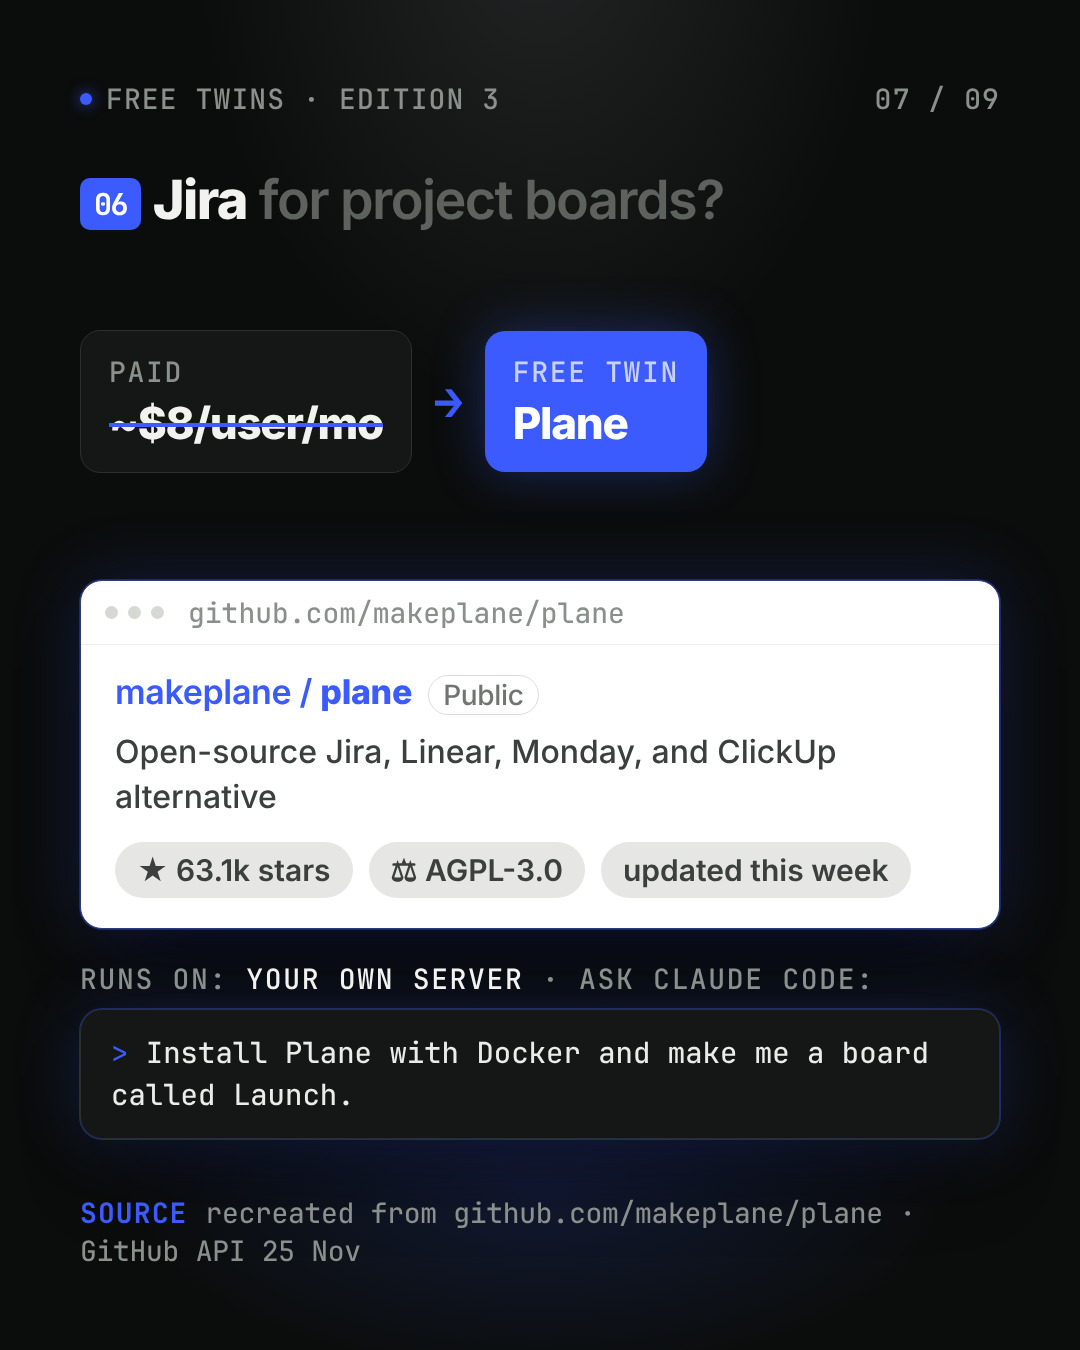 FREE TWINS · EDITION 3
07 / 09
06 Jira for project boards?
PAID
~$8/user/mo
→
FREE TWIN
Plane
github.com/makeplane/plane
makeplane / plane Public
Open-source Jira, Linear, Monday, and ClickUp
alternative
★ 63.1k stars
⚖ AGPL-3.0
updated this week
RUNS ON: YOUR OWN SERVER · ASK CLAUDE CODE:
> Install Plane with Docker and make me a board
called Launch.
SOURCE recreated from github.com/makeplane/plane ·
GitHub API 25 Nov